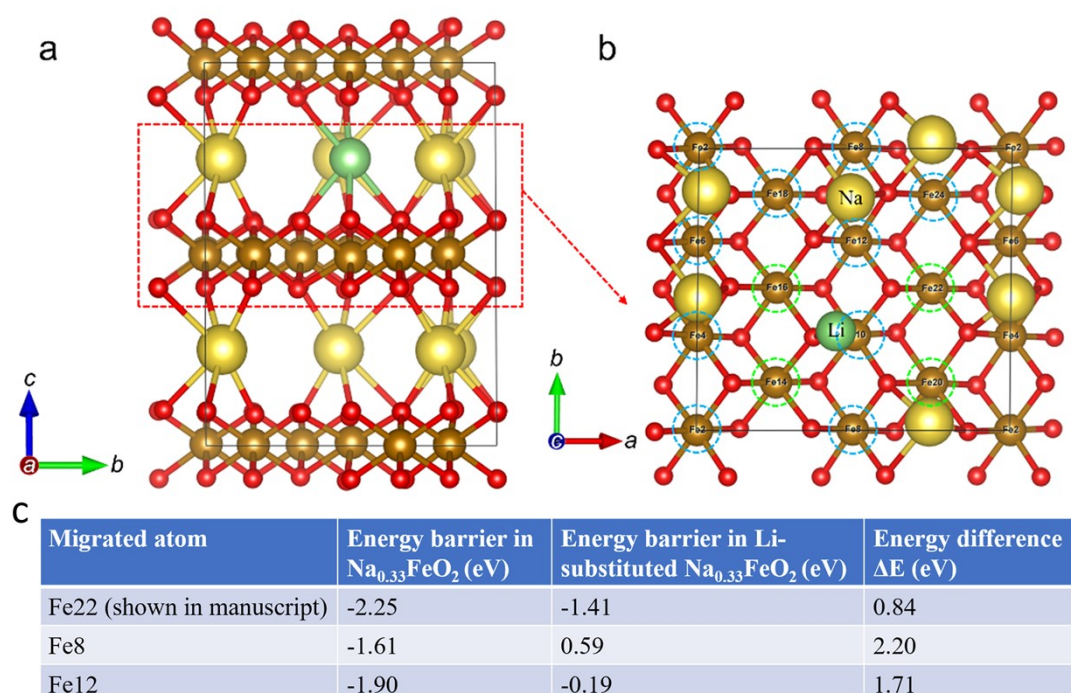 a
b
Fe2 Fe8 Fe2
Fe18 Na Fe24
Fe6 Fe12 Fe6
Fe16 Fe22
Fe4 Li 10 Fe4
Fe14 Fe20
Fe2 Fe8 Fe2
c
a
b
b
c
a
c
Migrated atom
Energy barrier in Na0.33FeO2 (eV)
Energy barrier in Li-substituted Na0.33FeO2 (eV)
Energy difference ΔE (eV)
Fe22 (shown in manuscript) -2.25 -1.41 0.84
Fe8 -1.61 0.59 2.20
Fe12 -1.90 -0.19 1.71